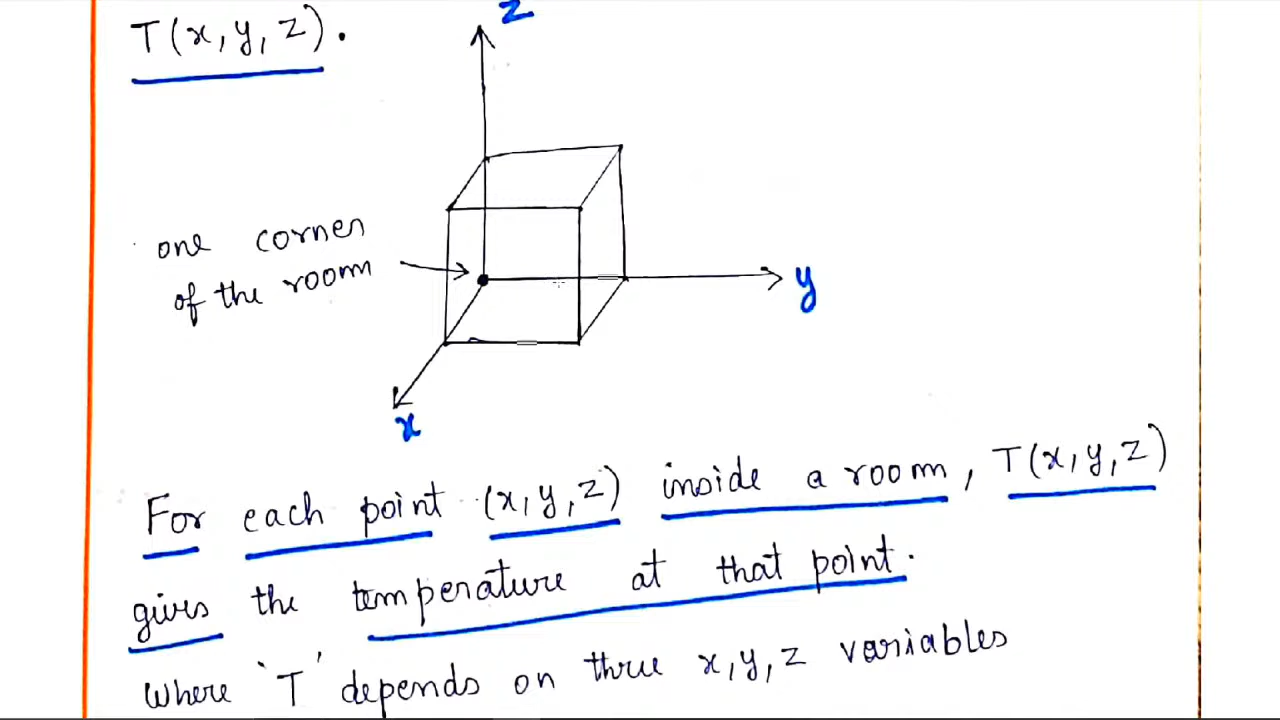 T(x, y, z).
z
one corner
of the room
y
x
For each point (x, y, z) inside a room, T(x, y, z)
gives the temperature at that point.
where 'T' depends on three x, y, z variables